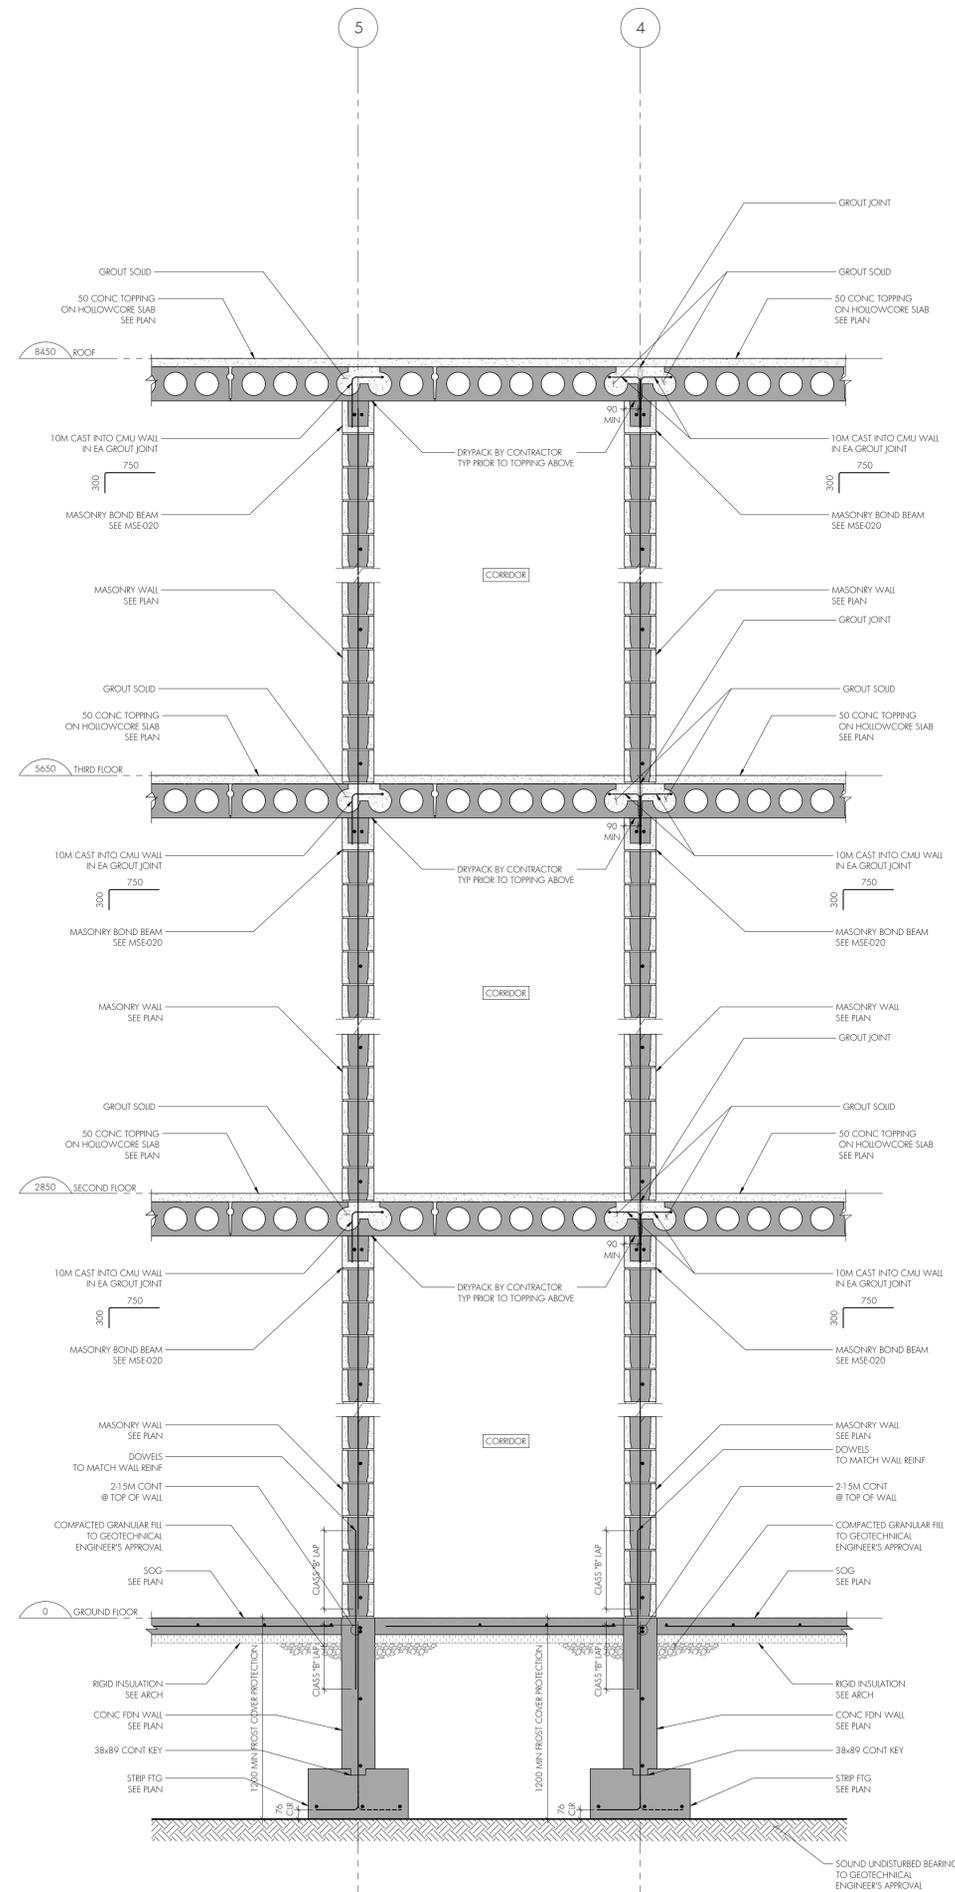 5
4
GROUT JOINT
GROUT SOLID
GROUT SOLID
50 CONC TOPPING
ON HOLLOWCORE SLAB
SEE PLAN
50 CONC TOPPING
ON HOLLOWCORE SLAB
SEE PLAN
8450
ROOF
90
MIN
10M CAST INTO CMU WALL
IN EA GROUT JOINT
750
300
DRYPACK BY CONTRACTOR
TYP PRIOR TO TOPPING ABOVE
10M CAST INTO CMU WALL
IN EA GROUT JOINT
750
300
MASONRY BOND BEAM
SEE MSE-020
MASONRY BOND BEAM
SEE MSE-020
CORRIDOR
MASONRY WALL
SEE PLAN
MASONRY WALL
SEE PLAN
GROUT JOINT
GROUT SOLID
GROUT SOLID
50 CONC TOPPING
ON HOLLOWCORE SLAB
SEE PLAN
50 CONC TOPPING
ON HOLLOWCORE SLAB
SEE PLAN
5650
THIRD FLOOR
90
MIN
10M CAST INTO CMU WALL
IN EA GROUT JOINT
750
300
DRYPACK BY CONTRACTOR
TYP PRIOR TO TOPPING ABOVE
10M CAST INTO CMU WALL
IN EA GROUT JOINT
750
300
MASONRY BOND BEAM
SEE MSE-020
MASONRY BOND BEAM
SEE MSE-020
CORRIDOR
MASONRY WALL
SEE PLAN
MASONRY WALL
SEE PLAN
GROUT JOINT
GROUT SOLID
GROUT SOLID
50 CONC TOPPING
ON HOLLOWCORE SLAB
SEE PLAN
50 CONC TOPPING
ON HOLLOWCORE SLAB
SEE PLAN
2850
SECOND FLOOR
90
MIN
10M CAST INTO CMU WALL
IN EA GROUT JOINT
750
300
DRYPACK BY CONTRACTOR
TYP PRIOR TO TOPPING ABOVE
10M CAST INTO CMU WALL
IN EA GROUT JOINT
750
300
MASONRY BOND BEAM
SEE MSE-020
MASONRY BOND BEAM
SEE MSE-020
CORRIDOR
MASONRY WALL
SEE PLAN
MASONRY WALL
SEE PLAN
DOWELS
TO MATCH WALL REINF
DOWELS
TO MATCH WALL REINF
2-15M CONT
@ TOP OF WALL
2-15M CONT
@ TOP OF WALL
COMPACTED GRANULAR FILL
TO GEOTECHNICAL
ENGINEER'S APPROVAL
CLASS "B" LAP
CLASS "B" LAP
COMPACTED GRANULAR FILL
TO GEOTECHNICAL
ENGINEER'S APPROVAL
SOG
SEE PLAN
SOG
SEE PLAN
0
GROUND FLOOR
CLASS "B" LAP
CLASS "B" LAP
1200 MIN FROST COVER PROTECTION
1200 MIN FROST COVER PROTECTION
RIGID INSULATION
SEE ARCH
RIGID INSULATION
SEE ARCH
CONC FDN WALL
SEE PLAN
CONC FDN WALL
SEE PLAN
38x89 CONT KEY
38x89 CONT KEY
STRIP FTG
SEE PLAN
STRIP FTG
SEE PLAN
76
CLR
76
CLR
SOUND UNDISTURBED BEARING
TO GEOTECHNICAL
ENGINEER'S APPROVAL